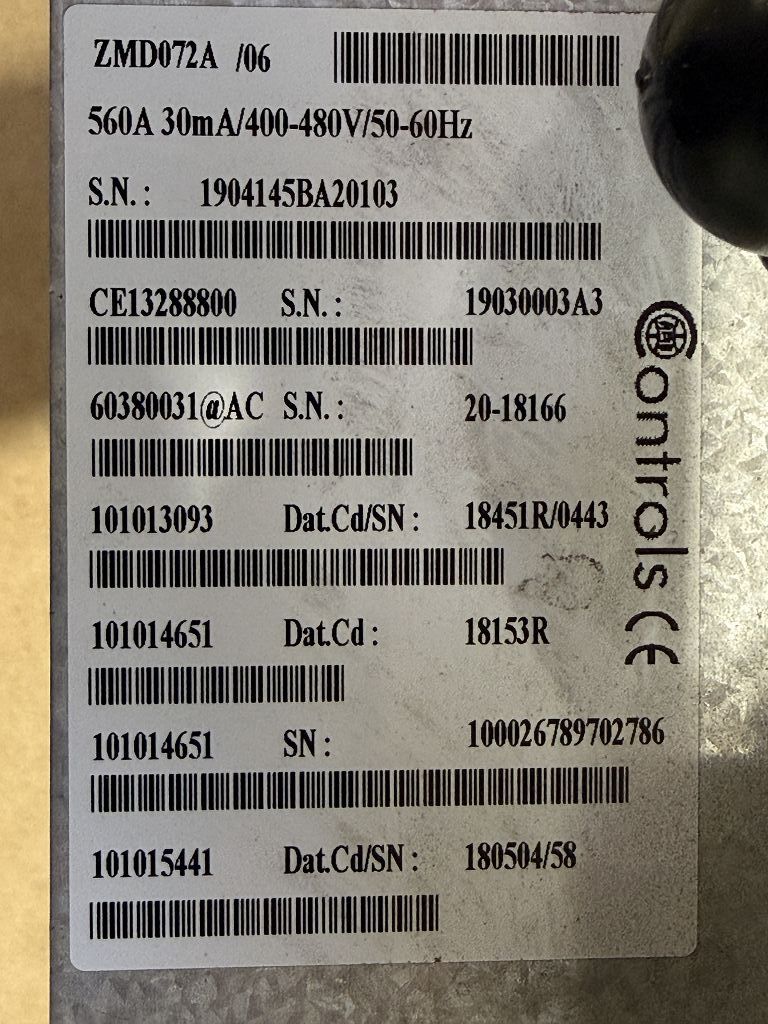 ZMD072A /06
560A 30mA/400-480V/50-60Hz
S.N. : 1904145BA20103
CE13288800 S.N. : 19030003A3
60380031@AC S.N. : 20-18166
101013093 Dat.Cd/SN : 18451R/0443
101014651 Dat.Cd : 18153R
101014651 SN : 100026789702786
101015441 Dat.Cd/SN : 180504/58
Controls CE